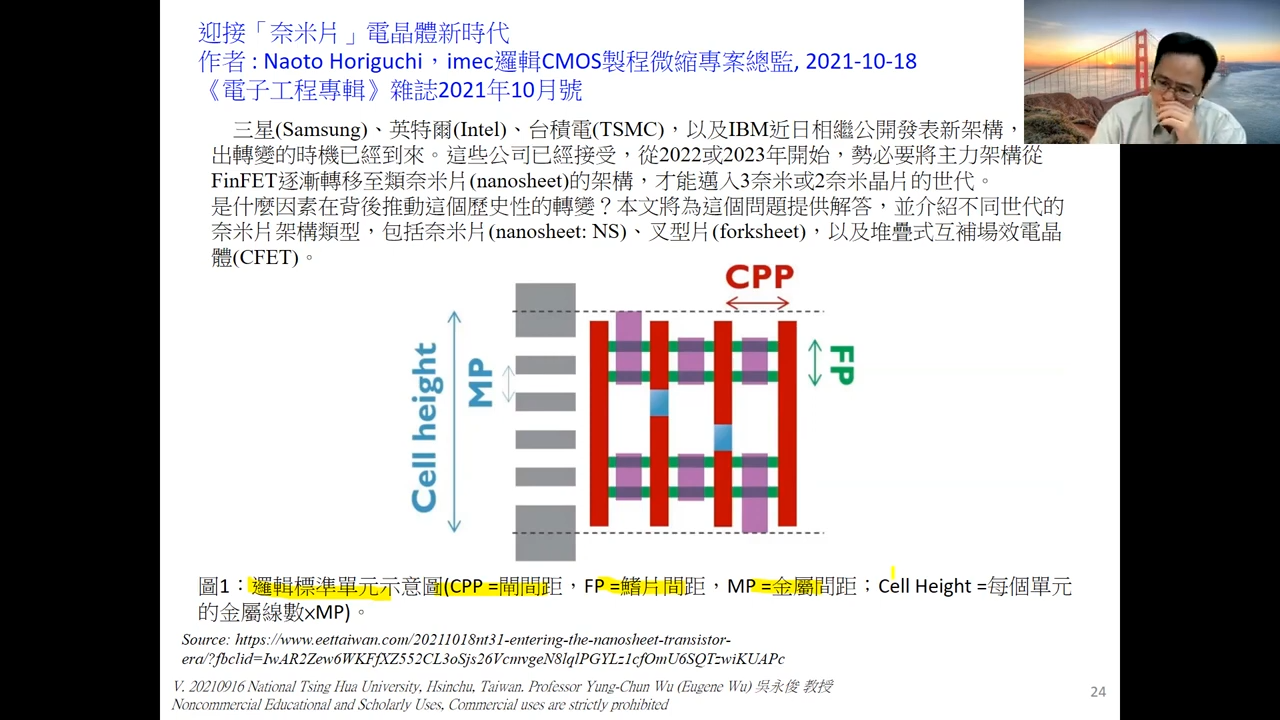 迎接「奈米片」電晶體新時代
作者 : Naoto Horiguchi，imec邏輯CMOS製程微縮專案總監, 2021-10-18
《電子工程專輯》雜誌2021年10月號
三星(Samsung)、英特爾(Intel)、台積電(TSMC)，以及IBM近日相繼公開發表新架構，
出轉變的時機已經到來。這些公司已經接受，從2022或2023年開始，勢必要將主力架構從
FinFET逐漸轉移至類奈米片(nanosheet)的架構，才能邁入3奈米或2奈米晶片的世代。
是什麼因素在背後推動這個歷史性的轉變？本文將為這個問題提供解答，並介紹不同世代的
奈米片架構類型，包括奈米片(nanosheet: NS)、叉型片(forksheet)，以及堆疊式互補場效電晶
體(CFET)。
CPP
Cell height
MP
FP
圖1：邏輯標準單元示意圖(CPP =閘間距，FP =鰭片間距，MP =金屬間距；Cell Height =每個單元
的金屬線數×MP)。
Source: https://www.eettaiwan.com/20211018nt31-entering-the-nanosheet-transistor-
era/?fbclid=IwAR2Zew6WKFfXZ552CL3oSjs26VcmvgeN8lqlPGYLz1cfOmU6SQTzwiKUAPc
V. 20210916 National Tsing Hua University, Hsinchu, Taiwan. Professor Yung-Chun Wu (Eugene Wu) 吳永俊 教授
Noncommercial Educational and Scholarly Uses, Commercial uses are strictly prohibited
24